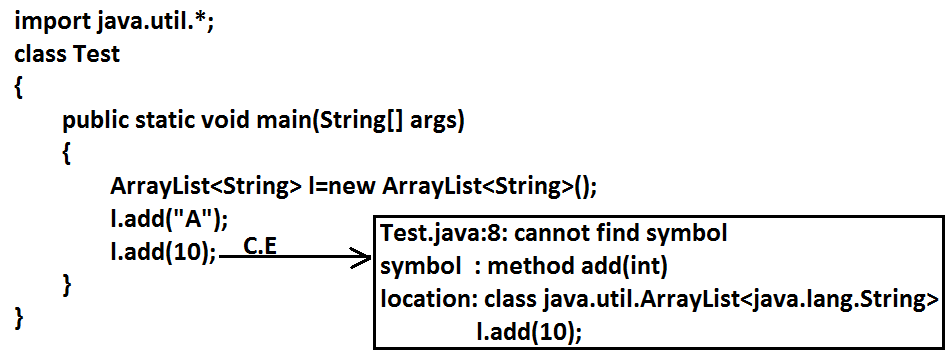 import java.util.*;
class Test
{
public static void main(String[] args)
{
ArrayList<String> l=new ArrayList<String>();
l.add("A");
l.add(10);
C.E
}
}
Test.java:8: cannot find symbol
symbol : method add(int)
location: class java.util.ArrayList<java.lang.String>
l.add(10);